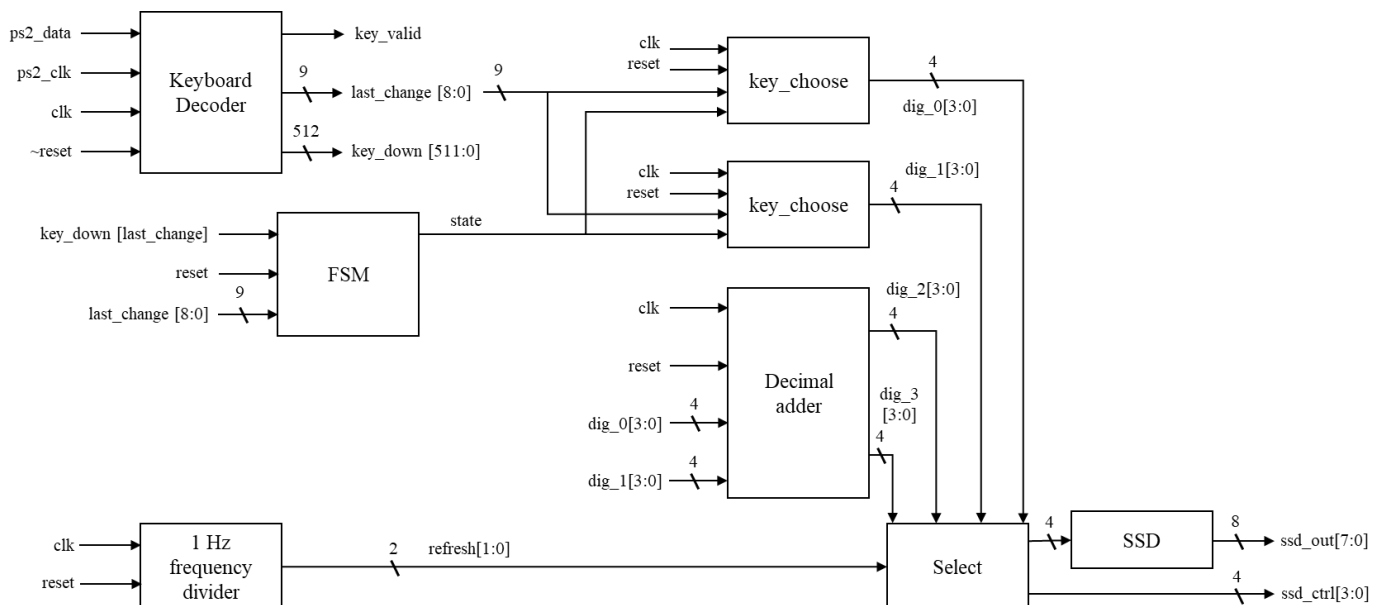 ps2_data
ps2_clk
clk
~reset
Keyboard
Decoder
key_valid
9
last_change [8:0]
9
512
key_down [511:0]
clk
reset
key_choose
4
dig_0[3:0]
clk
reset
key_choose
dig_1[3:0]
4
key_down [last_change]
reset
9
last_change [8:0]
FSM
state
clk
reset
4
dig_0[3:0]
4
dig_1[3:0]
Decimal
adder
dig_2[3:0]
4
dig_3
[3:0]
4
clk
reset
1 Hz
frequency
divider
2
refresh[1:0]
Select
4
SSD
8
ssd_out[7:0]
4
ssd_ctrl[3:0]